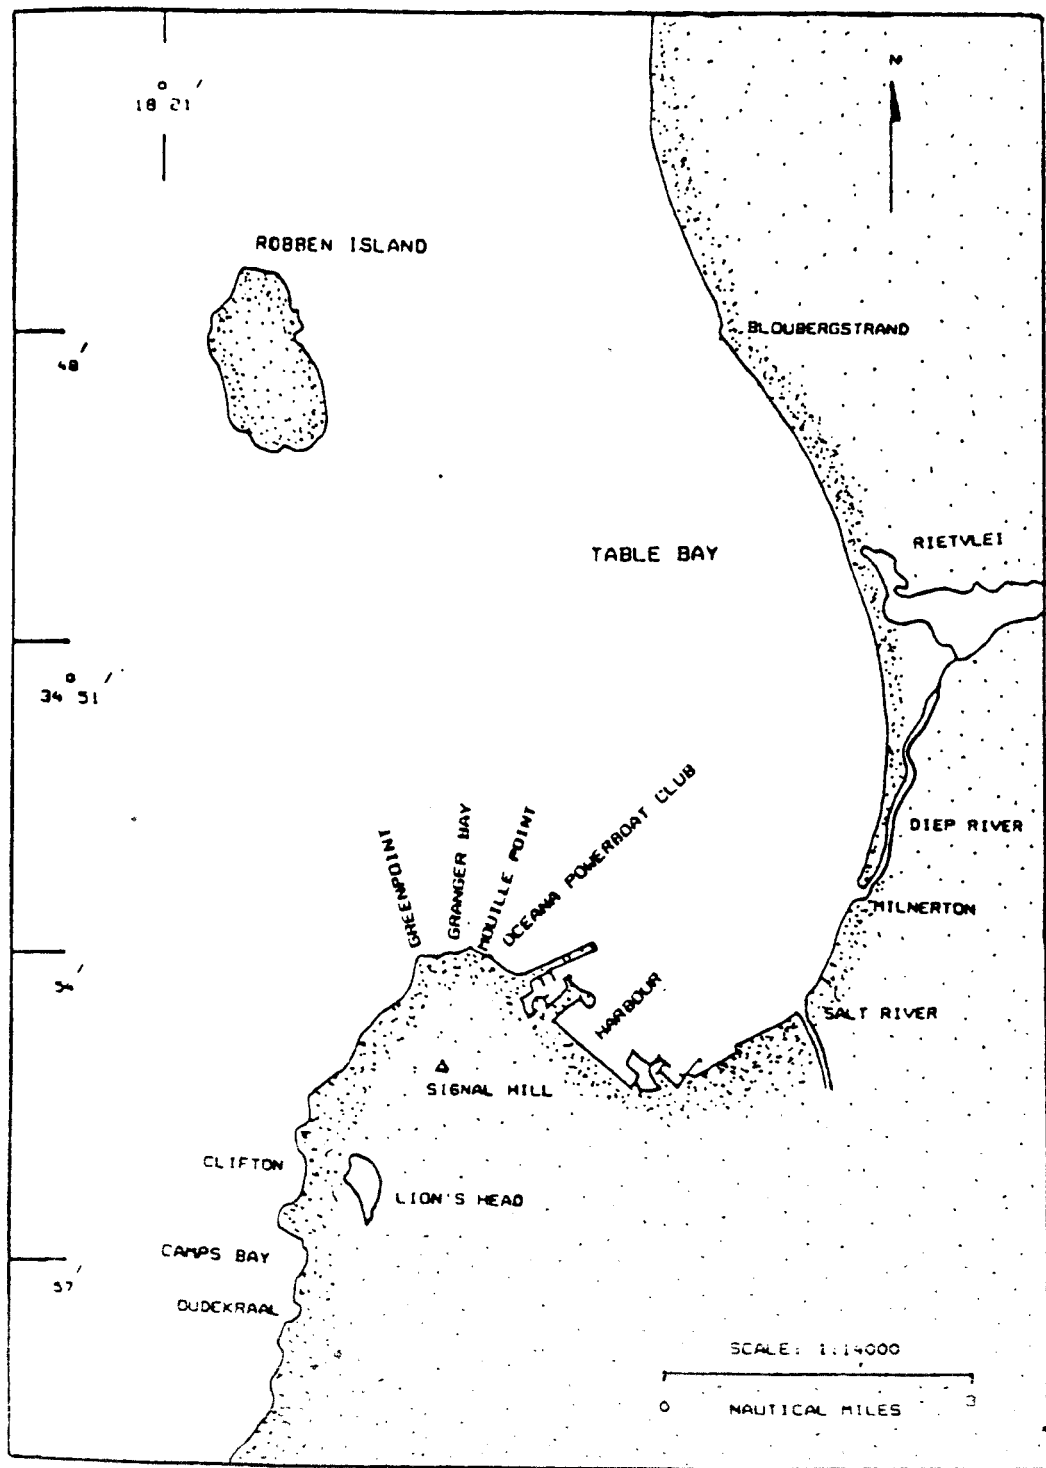 18° 21′
N
ROBBEN ISLAND
BLOUBERGSTRAND
48′
RIETVLEI
TABLE BAY
34° 51′
GREENPOINT
GRANGER BAY
MOUILLE POINT
OCEANA POWERBOAT CLUB
DIEP RIVER
MILNERTON
HARBOUR
SALT RIVER
SIGNAL HILL
CLIFTON
LION'S HEAD
CAMPS BAY
57′
OUDEKRAAL
SCALE: 1:14000
0 3
NAUTICAL MILES